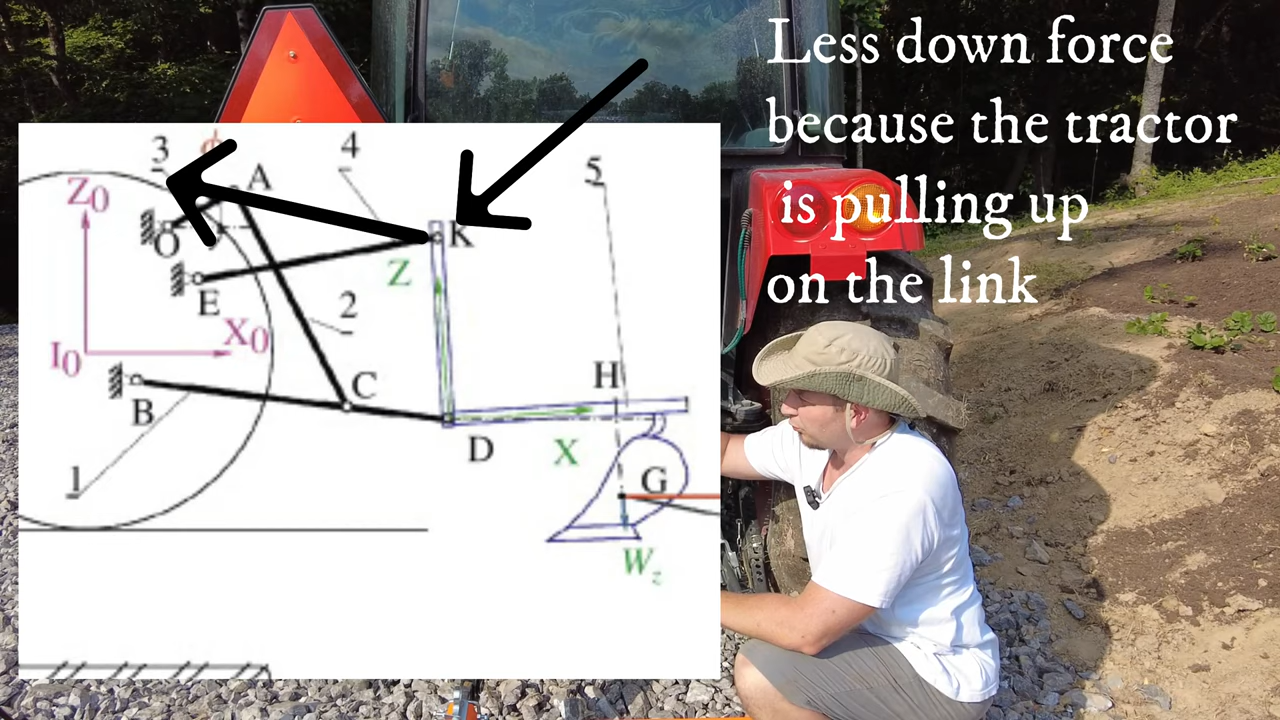 Less down force
because the tractor
is pulling up
on the link
3
4
5
A
Z0
O
K
E
Z
2
X0
I0
H
C
B
D
X
1
G
Wz